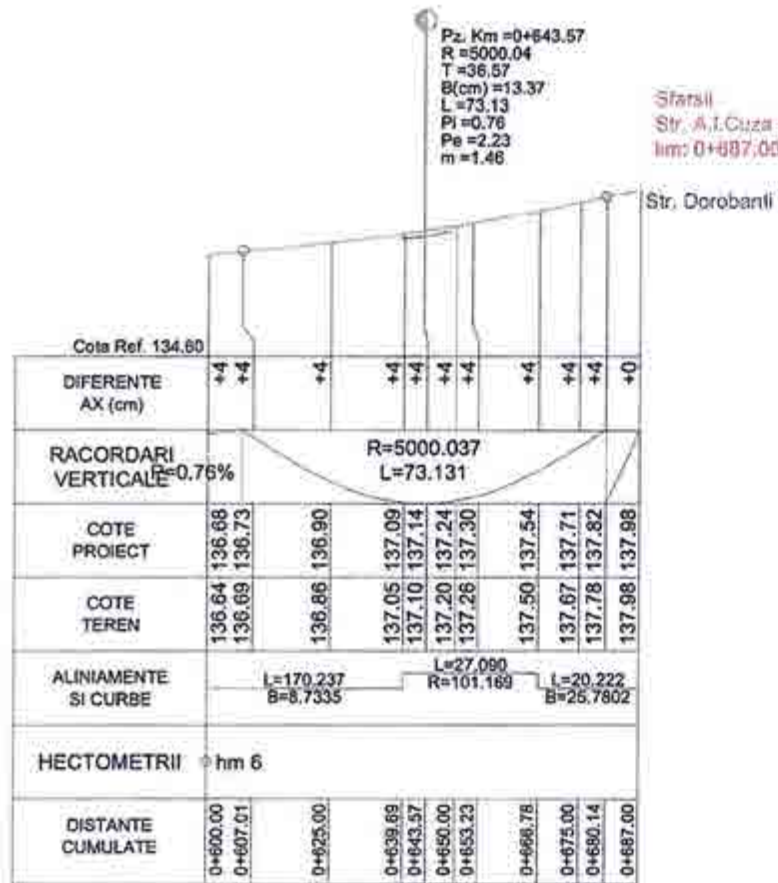 Pz. Km =0+643.57
R =5000.04
T =36.57
B(cm) =13.37
L =73.13
Pi =0.76
Pe =2.23
m =1.46
Sfarsit
Str. A.I.Cuza
km: 0+687.00
Str. Dorobanti
Cota Ref. 134.60
DIFERENTE
AX (cm)
+4 +4 +4 +4 +4 +4 +4 +4 +4 +4 +0
RACORDARI
VERTICALE
P=0.76%
R=5000.037
L=73.131
COTE
PROIECT
136.68 136.73 136.90 137.09 137.14 137.24 137.30 137.54 137.71 137.82 137.98
COTE
TEREN
136.64 136.69 136.86 137.05 137.10 137.20 137.26 137.50 137.67 137.78 137.98
ALINIAMENTE
SI CURBE
L=170.237
B=8.7335
L=27.090
R=101.169
L=20.222
B=25.7802
HECTOMETRII
hm 6
DISTANTE
CUMULATE
0+600.00 0+607.01 0+625.00 0+639.69 0+643.57 0+650.00 0+653.23 0+666.78 0+675.00 0+680.14 0+687.00